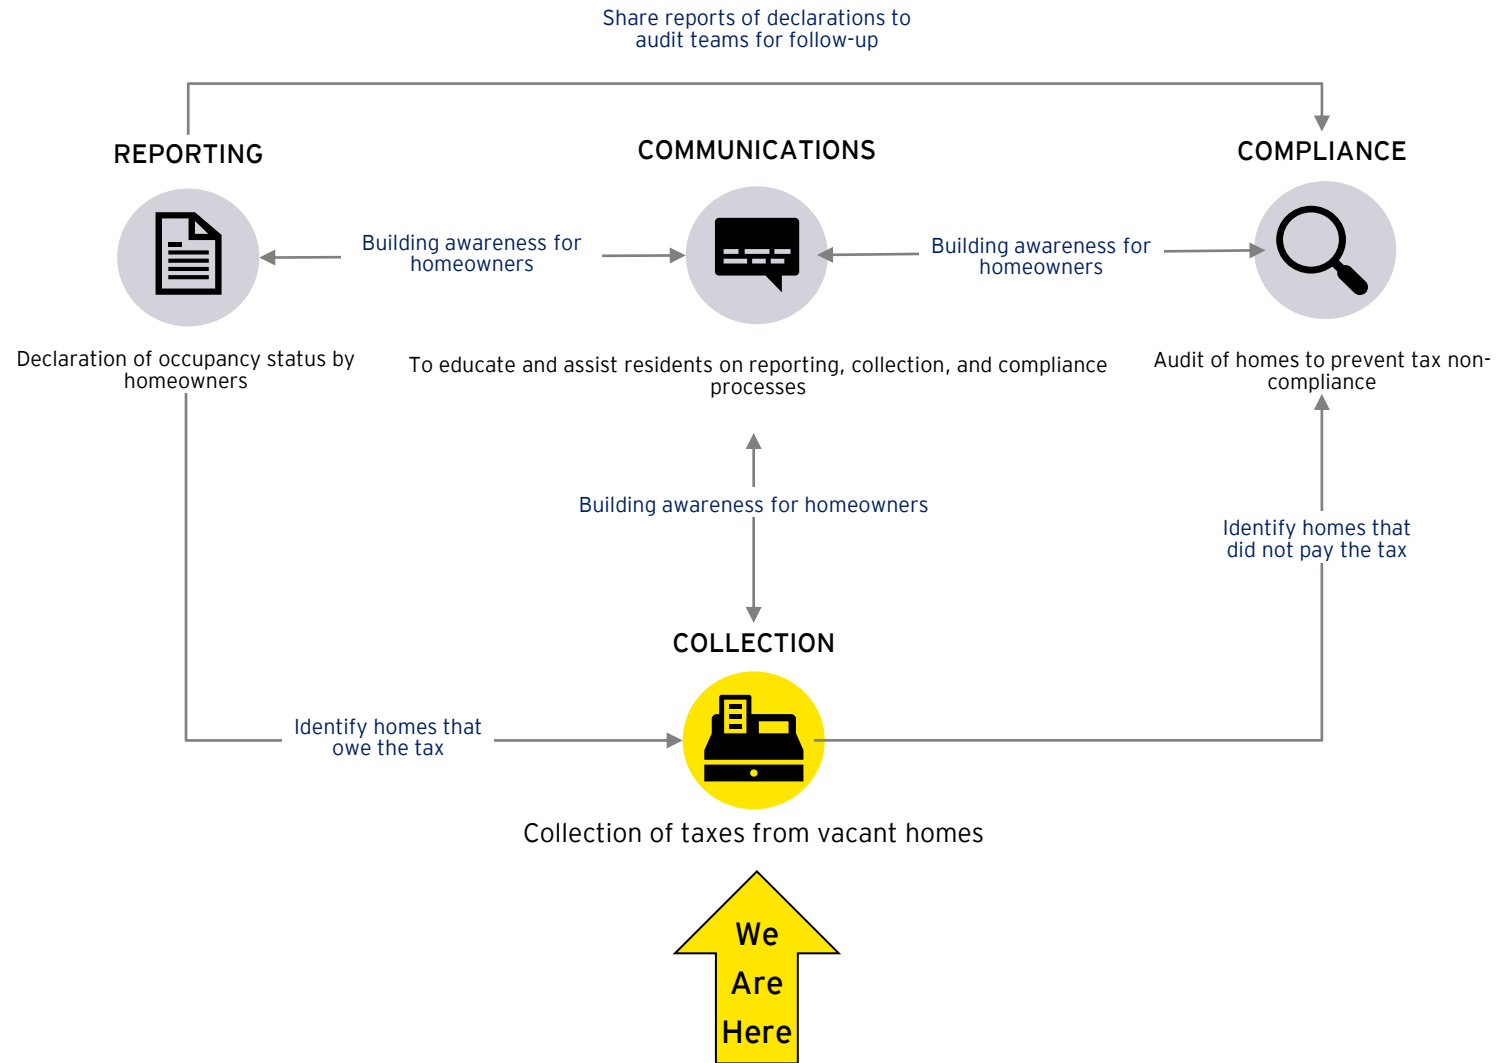 Share reports of declarations to
audit teams for follow-up
REPORTING
COMMUNICATIONS
COMPLIANCE
Building awareness for
homeowners
Building awareness for
homeowners
Declaration of occupancy status by
homeowners
To educate and assist residents on reporting, collection, and compliance
processes
Audit of homes to prevent tax non-
compliance
Building awareness for homeowners
Identify homes that
did not pay the tax
COLLECTION
Identify homes that
owe the tax
Collection of taxes from vacant homes
We
Are
Here